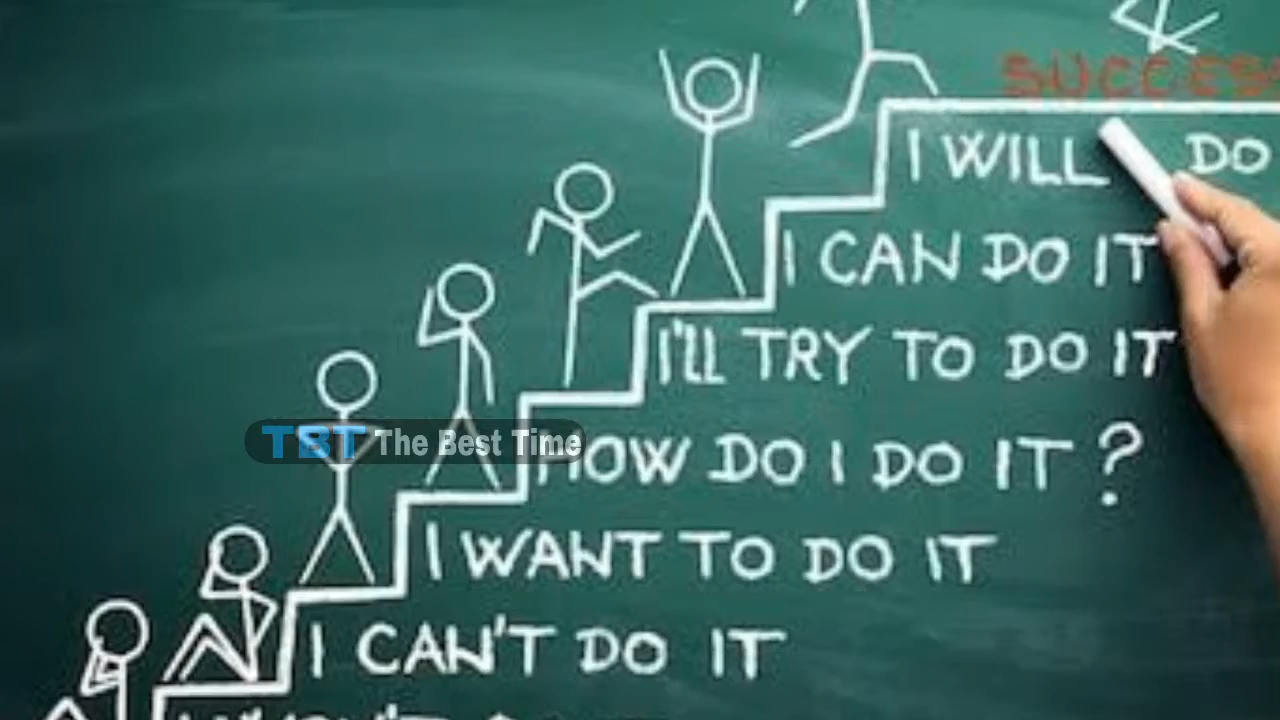 SUCCESS
I WILL DO
I CAN DO IT
I'LL TRY TO DO IT
HOW DO I DO IT ?
TBT The Best Time
I WANT TO DO IT
I CAN'T DO IT